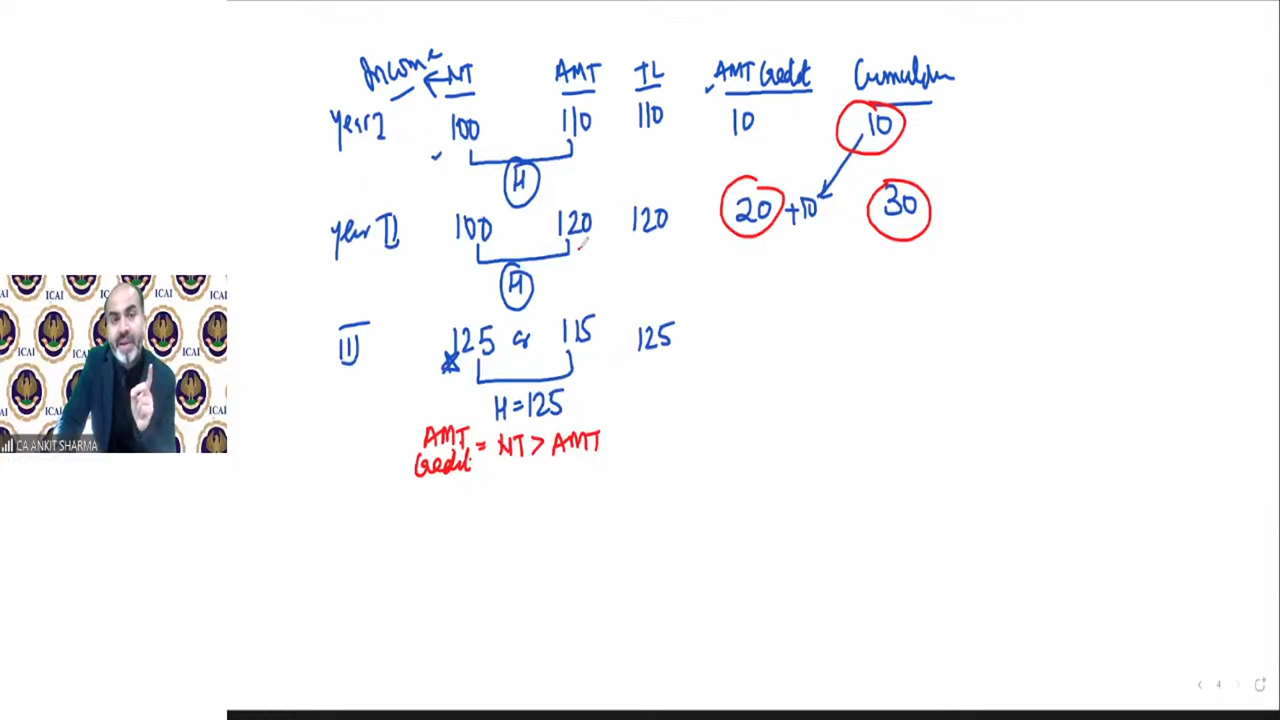 Income ← NT AMT TL AMT Credit Cumulative
year I 100 110 110 10 10
H
year II 100 120 120 20 +10 30
H
III 125 or 115 125
H = 125
AMT Credit = NT > AMT
ICAI
CA ANKIT SHARMA
4